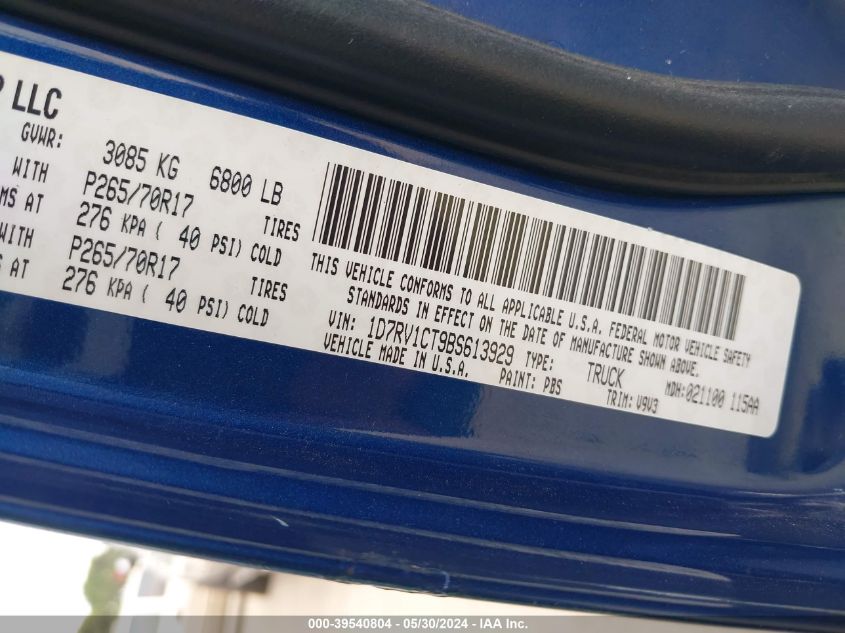 P LLC
GVWR: 3085 KG 6800 LB
WITH P265/70R17 TIRES
MS AT 276 KPA ( 40 PSI) COLD
WITH P265/70R17 TIRES
S AT 276 KPA ( 40 PSI) COLD
THIS VEHICLE CONFORMS TO ALL APPLICABLE U.S.A. FEDERAL MOTOR VEHICLE SAFETY
STANDARDS IN EFFECT ON THE DATE OF MANUFACTURE SHOWN ABOVE.
VIN: 1D7RV1CT9BS613929 TYPE: TRUCK MDH:021100 115AA
VEHICLE MADE IN U.S.A. PAINT: PBS TRIM: V9V3
000-39540804 / 05/30/2024 - IAA Inc.